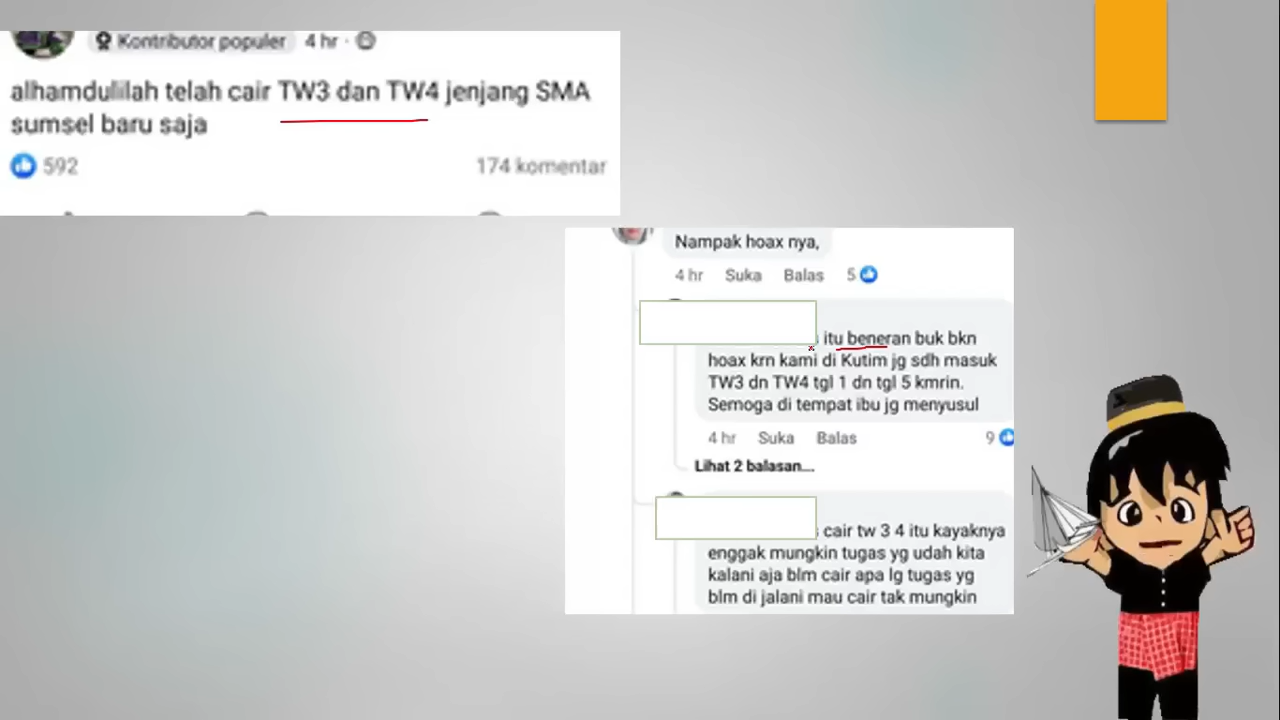 Kontributor populer 4 hr
alhamdulilah telah cair TW3 dan TW4 jenjang SMA
sumsel baru saja
592 174 komentar
Nampak hoax nya,
4 hr Suka Balas 5
itu beneran buk bkn
hoax krn kami di Kutim jg sdh masuk
TW3 dn TW4 tgl 1 dn tgl 5 kmrin.
Semoga di tempat ibu jg menyusul
4 hr Suka Balas 9
Lihat 2 balasan...
cair tw 3 4 itu kayaknya
enggak mungkin tugas yg udah kita
kalani aja blm cair apa lg tugas yg
blm di jalani mau cair tak mungkin